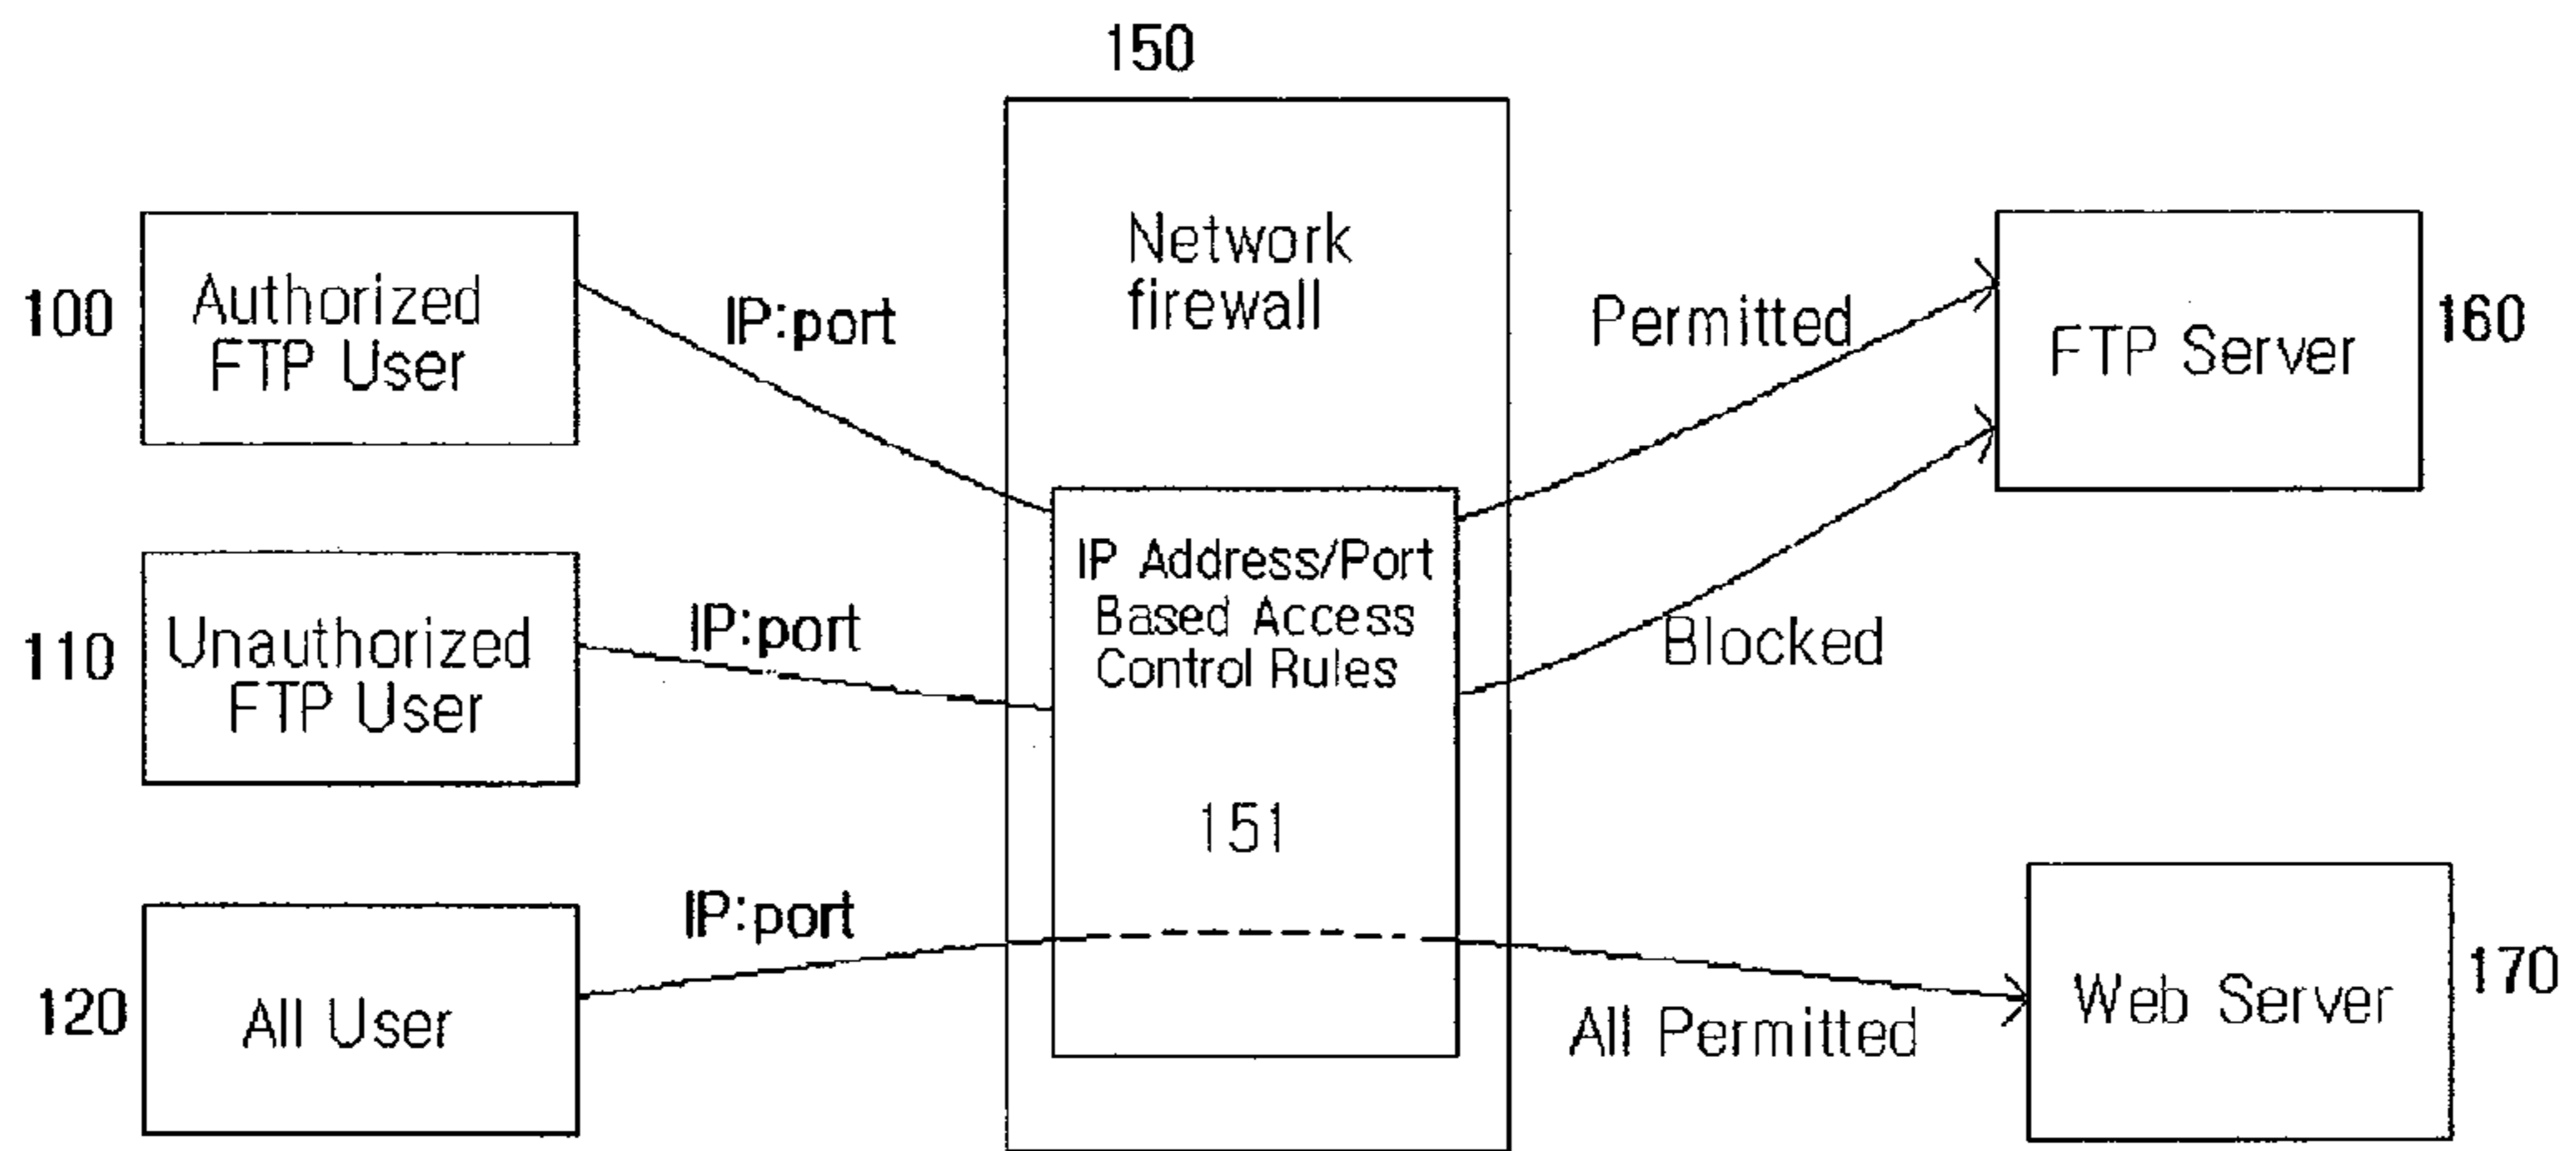 150
Network
firewall
100
Authorized
FTP User
IP:port
Permitted
FTP Server
160
110
Unauthorized
FTP User
IP:port
IP Address/Port
Based Access
Control Rules
151
Blocked
120
All User
IP:port
All Permitted
Web Server
170